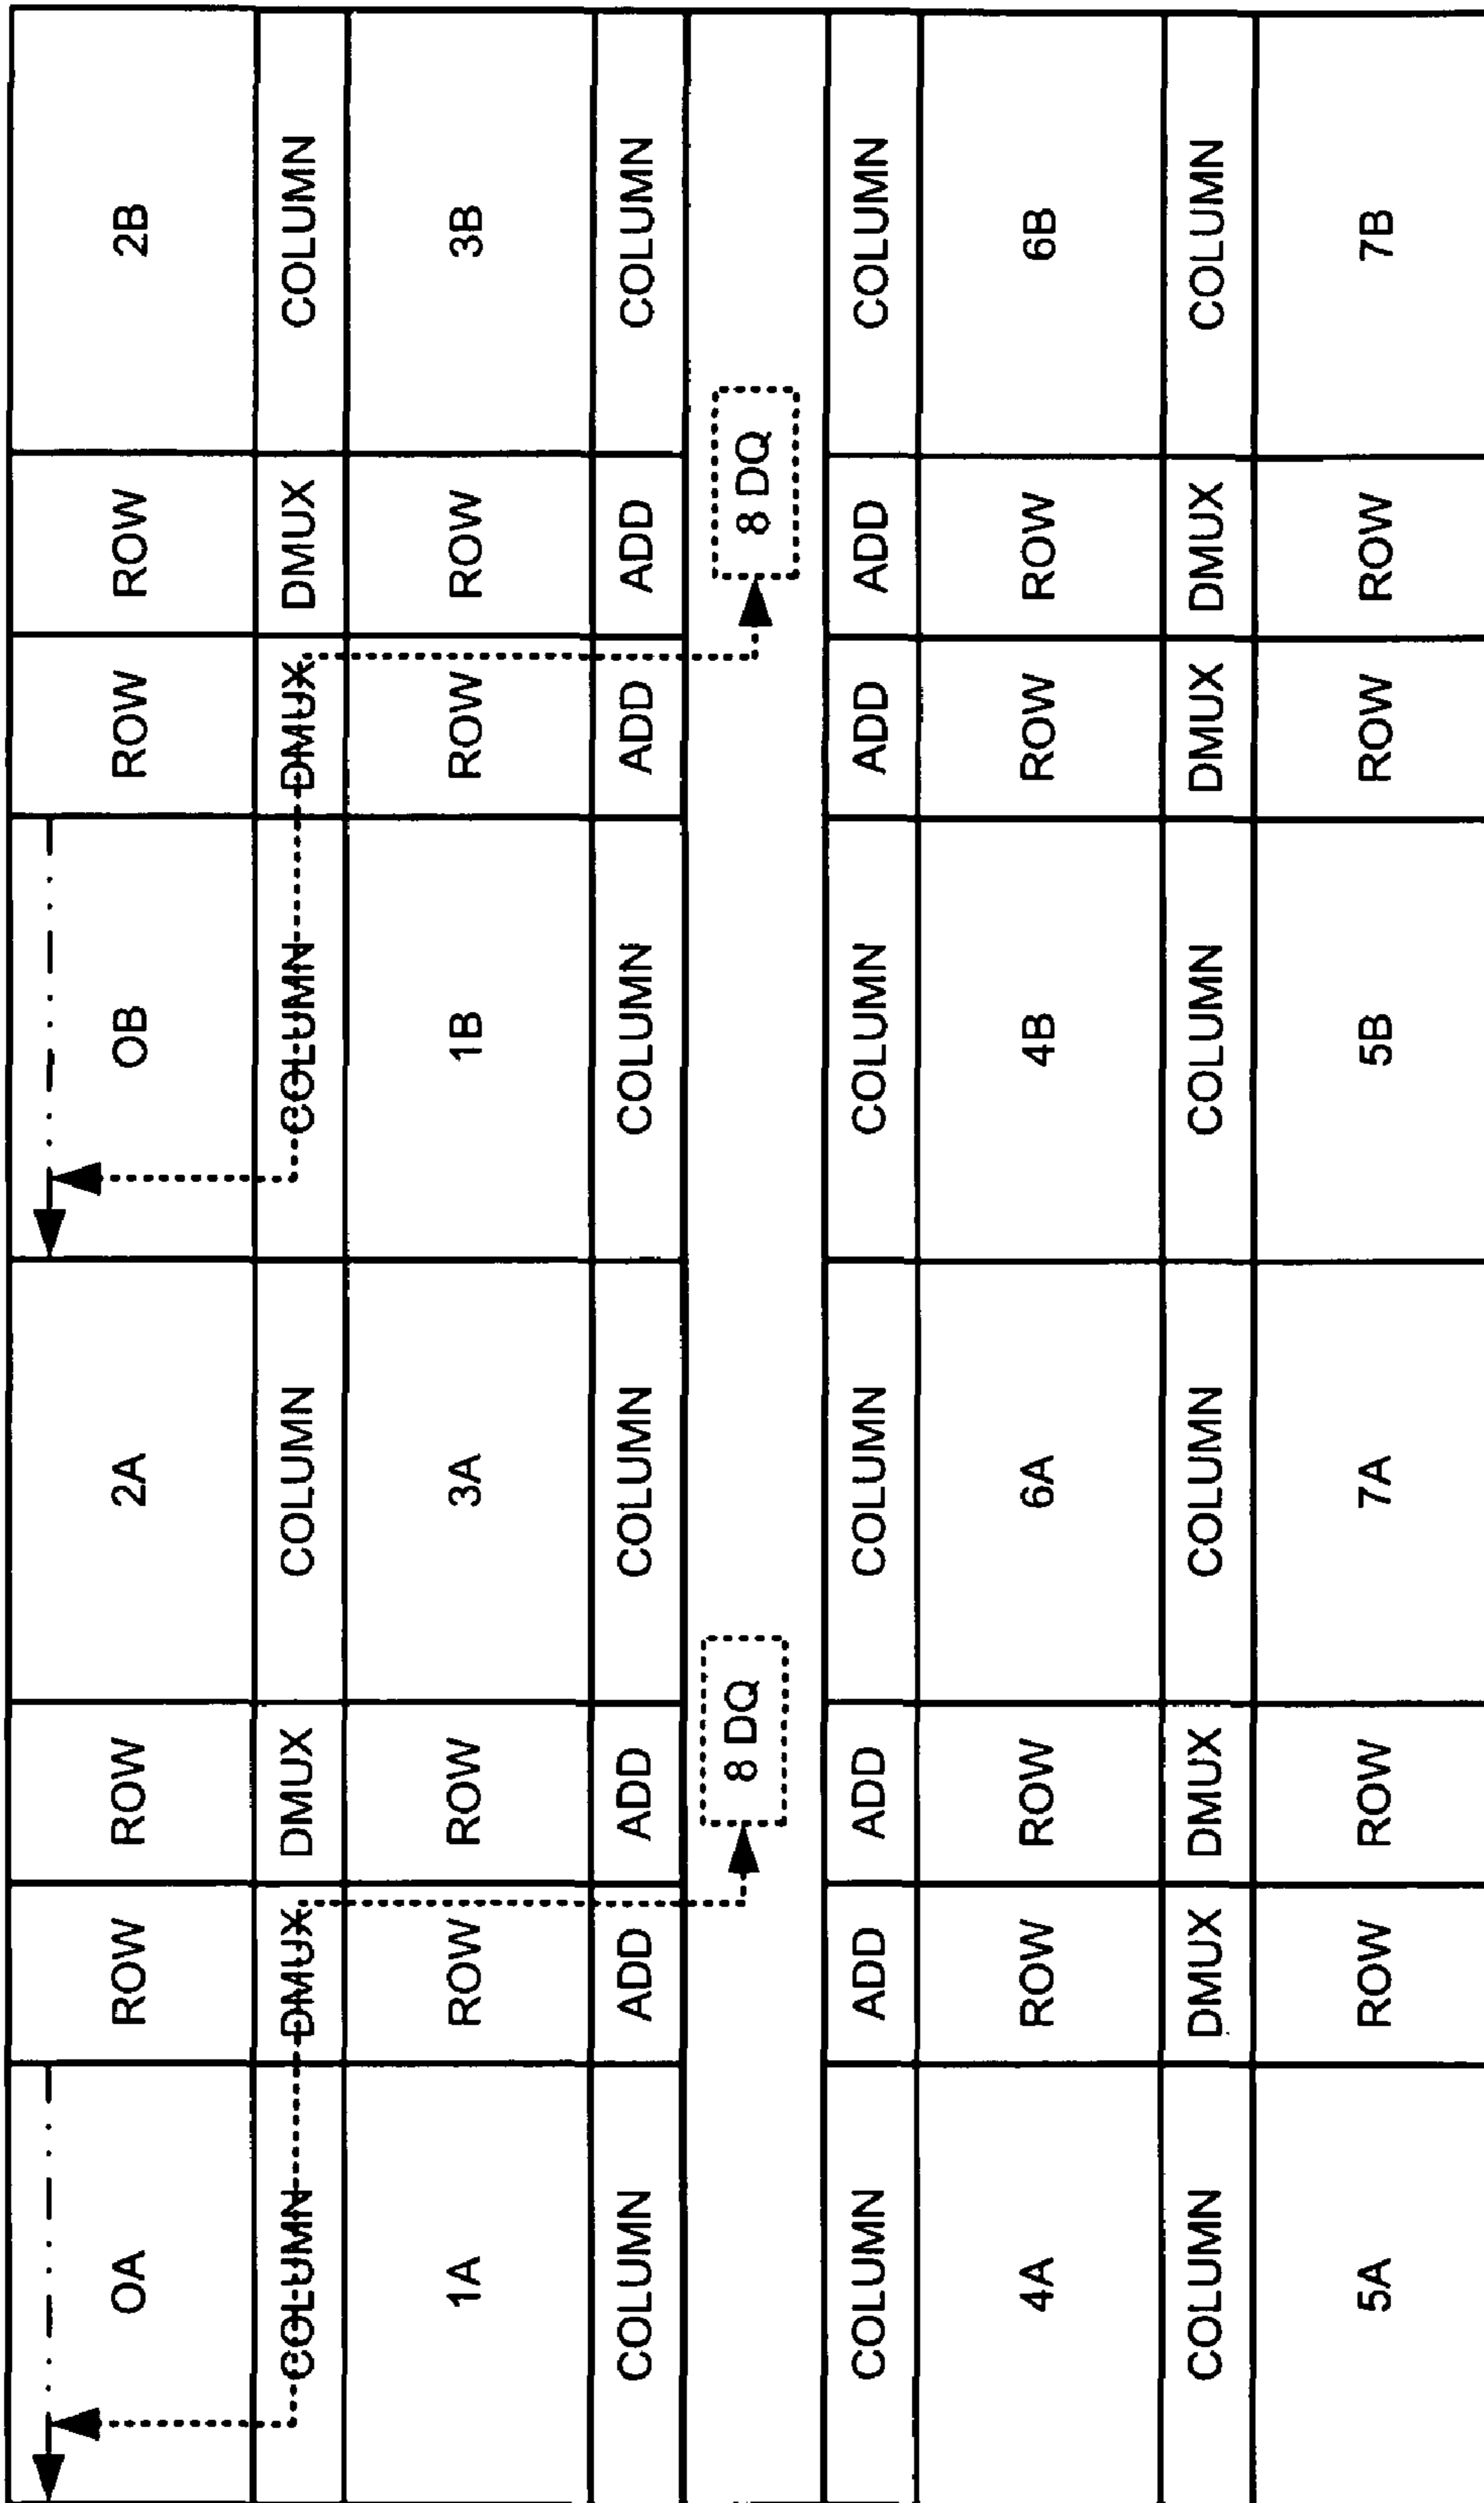 OA ROW ROW 2A OB ROW ROW 2B
COLUMN DMUX DMUX COLUMN COLUMN DMUX DMUX COLUMN
1A ROW ROW 3A 1B ROW ROW 3B
COLUMN ADD ADD COLUMN COLUMN ADD ADD COLUMN
8 DQ 8 DQ
COLUMN ADD ADD COLUMN COLUMN ADD ADD COLUMN
4A ROW ROW 6A 4B ROW ROW 6B
COLUMN DMUX DMUX COLUMN COLUMN DMUX DMUX COLUMN
5A ROW ROW 7A 5B ROW ROW 7B